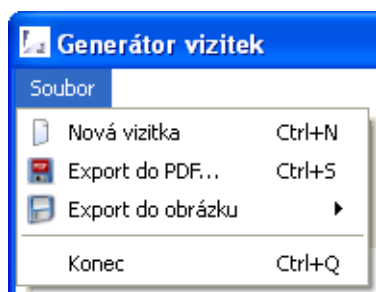 Generátor vizitek
Soubor
Nová vizitka Ctrl+N
Export do PDF... Ctrl+S
Export do obrázku
Konec Ctrl+Q